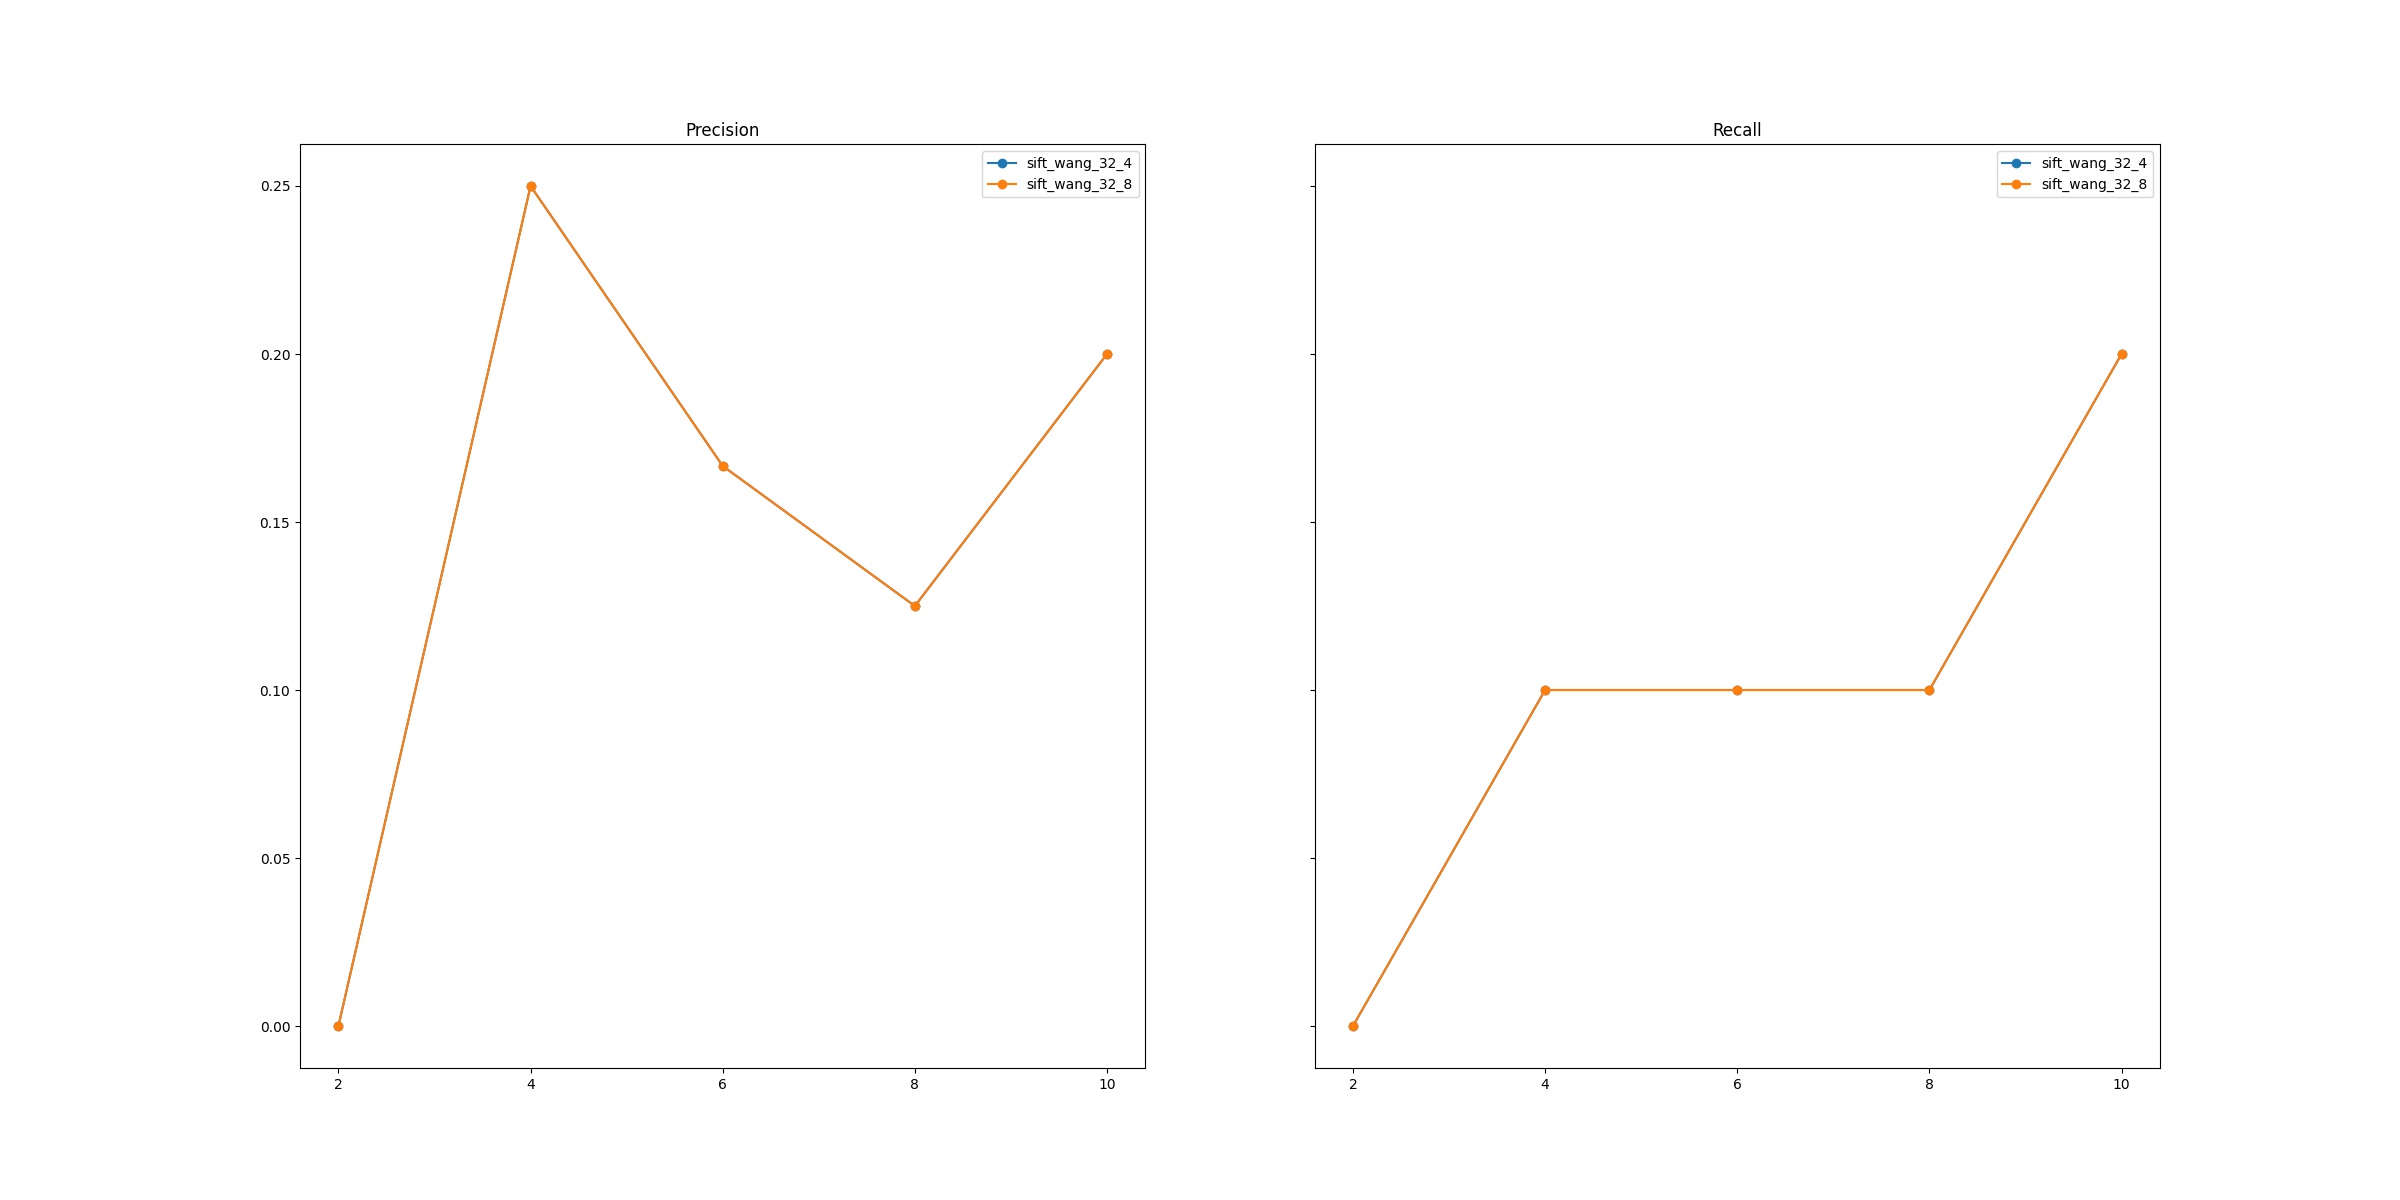 Precision
sift_wang_32_4
sift_wang_32_8
0.25
0.20
0.15
0.10
0.05
0.00
2 4 6 8 10
Recall
sift_wang_32_4
sift_wang_32_8
2 4 6 8 10